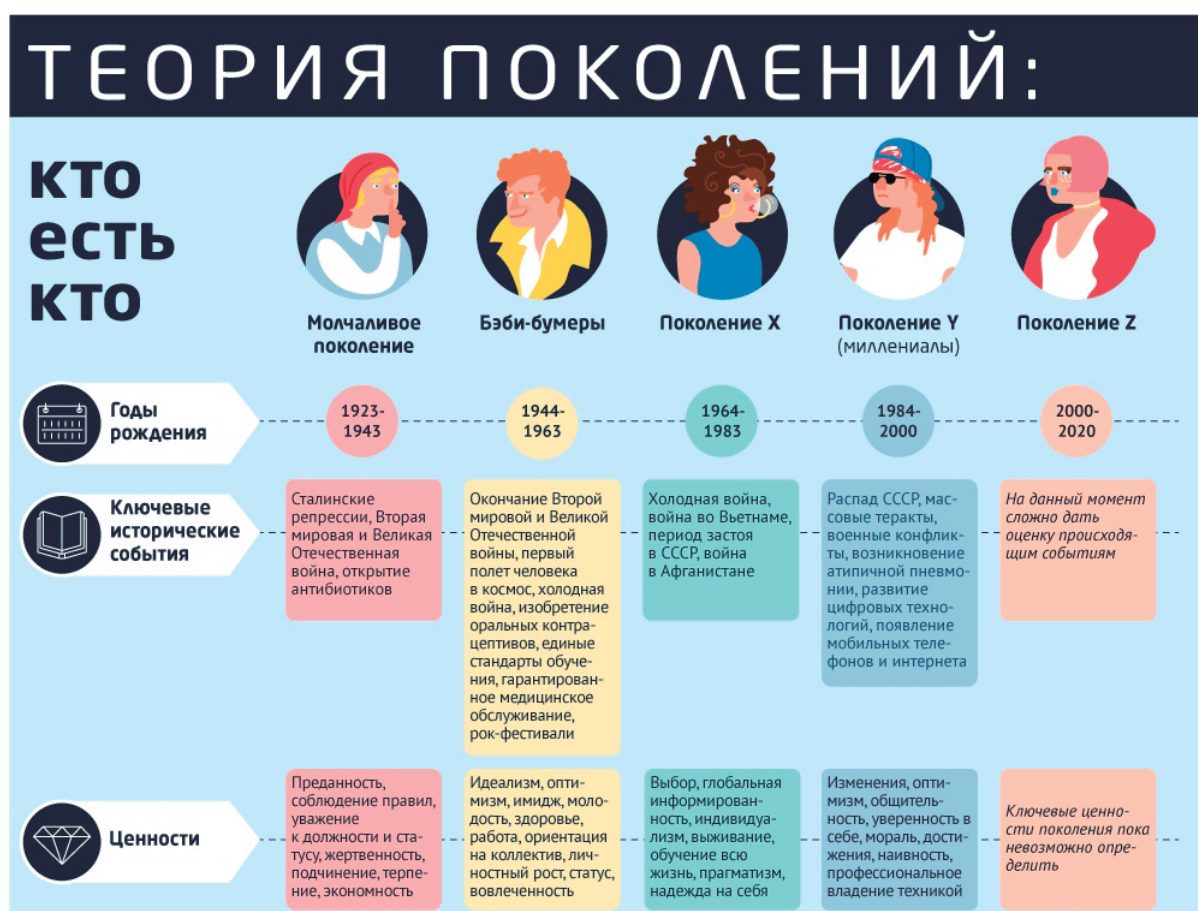 ТЕОРИЯ ПОКОЛЕНИЙ:
кто
есть
кто
Молчаливое
поколение
Бэби-бумеры
Поколение X
Поколение Y
(миллениалы)
Поколение Z
Годы
рождения
1923-
1943
1944-
1963
1964-
1983
1984-
2000
2000-
2020
Ключевые
исторические
события
Сталинские
репрессии, Вторая
мировая и Великая
Отечественная
война, открытие
антибиотиков
Окончание Второй
мировой и Великой
Отечественной
войны, первый
полет человека
в космос, холодная
война, изобретение
оральных контра-
цептивов, единые
стандарты обуче-
ния, гарантирован-
ное медицинское
обслуживание,
рок-фестивали
Холодная война,
война во Вьетнаме,
период застоя
в СССР, война
в Афганистане
Распад СССР, мас-
совые теракты,
военные конфлик-
ты, возникновение
атипичной пневмо-
нии, развитие
цифровых техно-
логий, появление
мобильных теле-
фонов и интернета
На данный момент
сложно дать
оценку происходя-
щим событиям
Ценности
Преданность,
соблюдение правил,
уважение
к должности и ста-
тусу, жертвенность,
подчинение, терпе-
ние, экономность
Идеализм, опти-
мизм, имидж, моло-
дость, здоровье,
работа, ориентация
на коллектив, лич-
ностный рост, статус,
вовлеченность
Выбор, глобальная
информирован-
ность, индивидуа-
лизм, выживание,
обучение всю
жизнь, прагматизм,
надежда на себя
Изменения, опти-
мизм, общитель-
ность, уверенность в
себе, мораль, дости-
жения, наивность,
профессиональное
владение техникой
Ключевые ценно-
сти поколения пока
невозможно опре-
делить